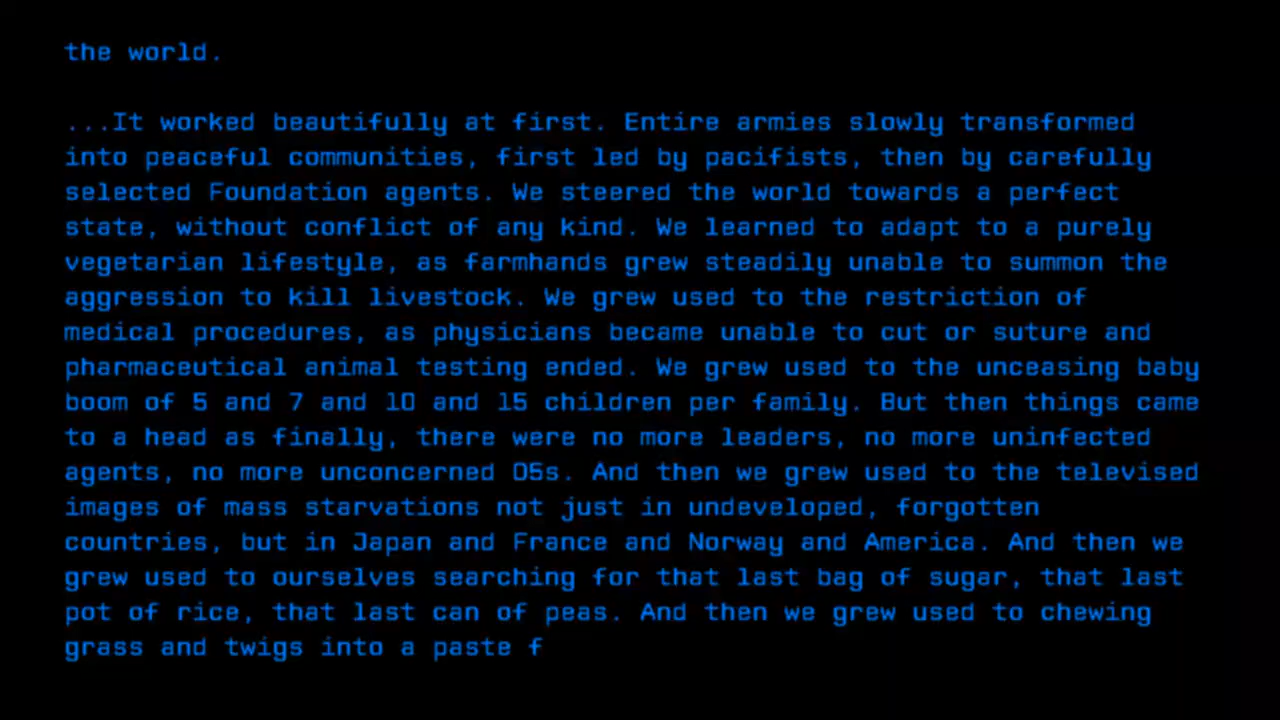 the world.
...It worked beautifully at first. Entire armies slowly transformed
into peaceful communities, first led by pacifists, then by carefully
selected Foundation agents. We steered the world towards a perfect
state, without conflict of any kind. We learned to adapt to a purely
vegetarian lifestyle, as farmhands grew steadily unable to summon the
aggression to kill livestock. We grew used to the restriction of
medical procedures, as physicians became unable to cut or suture and
pharmaceutical animal testing ended. We grew used to the unceasing baby
boom of 5 and 7 and 10 and 15 children per family. But then things came
to a head as finally, there were no more leaders, no more uninfected
agents, no more unconcerned O5s. And then we grew used to the televised
images of mass starvations not just in undeveloped, forgotten
countries, but in Japan and France and Norway and America. And then we
grew used to ourselves searching for that last bag of sugar, that last
pot of rice, that last can of peas. And then we grew used to chewing
grass and twigs into a paste f